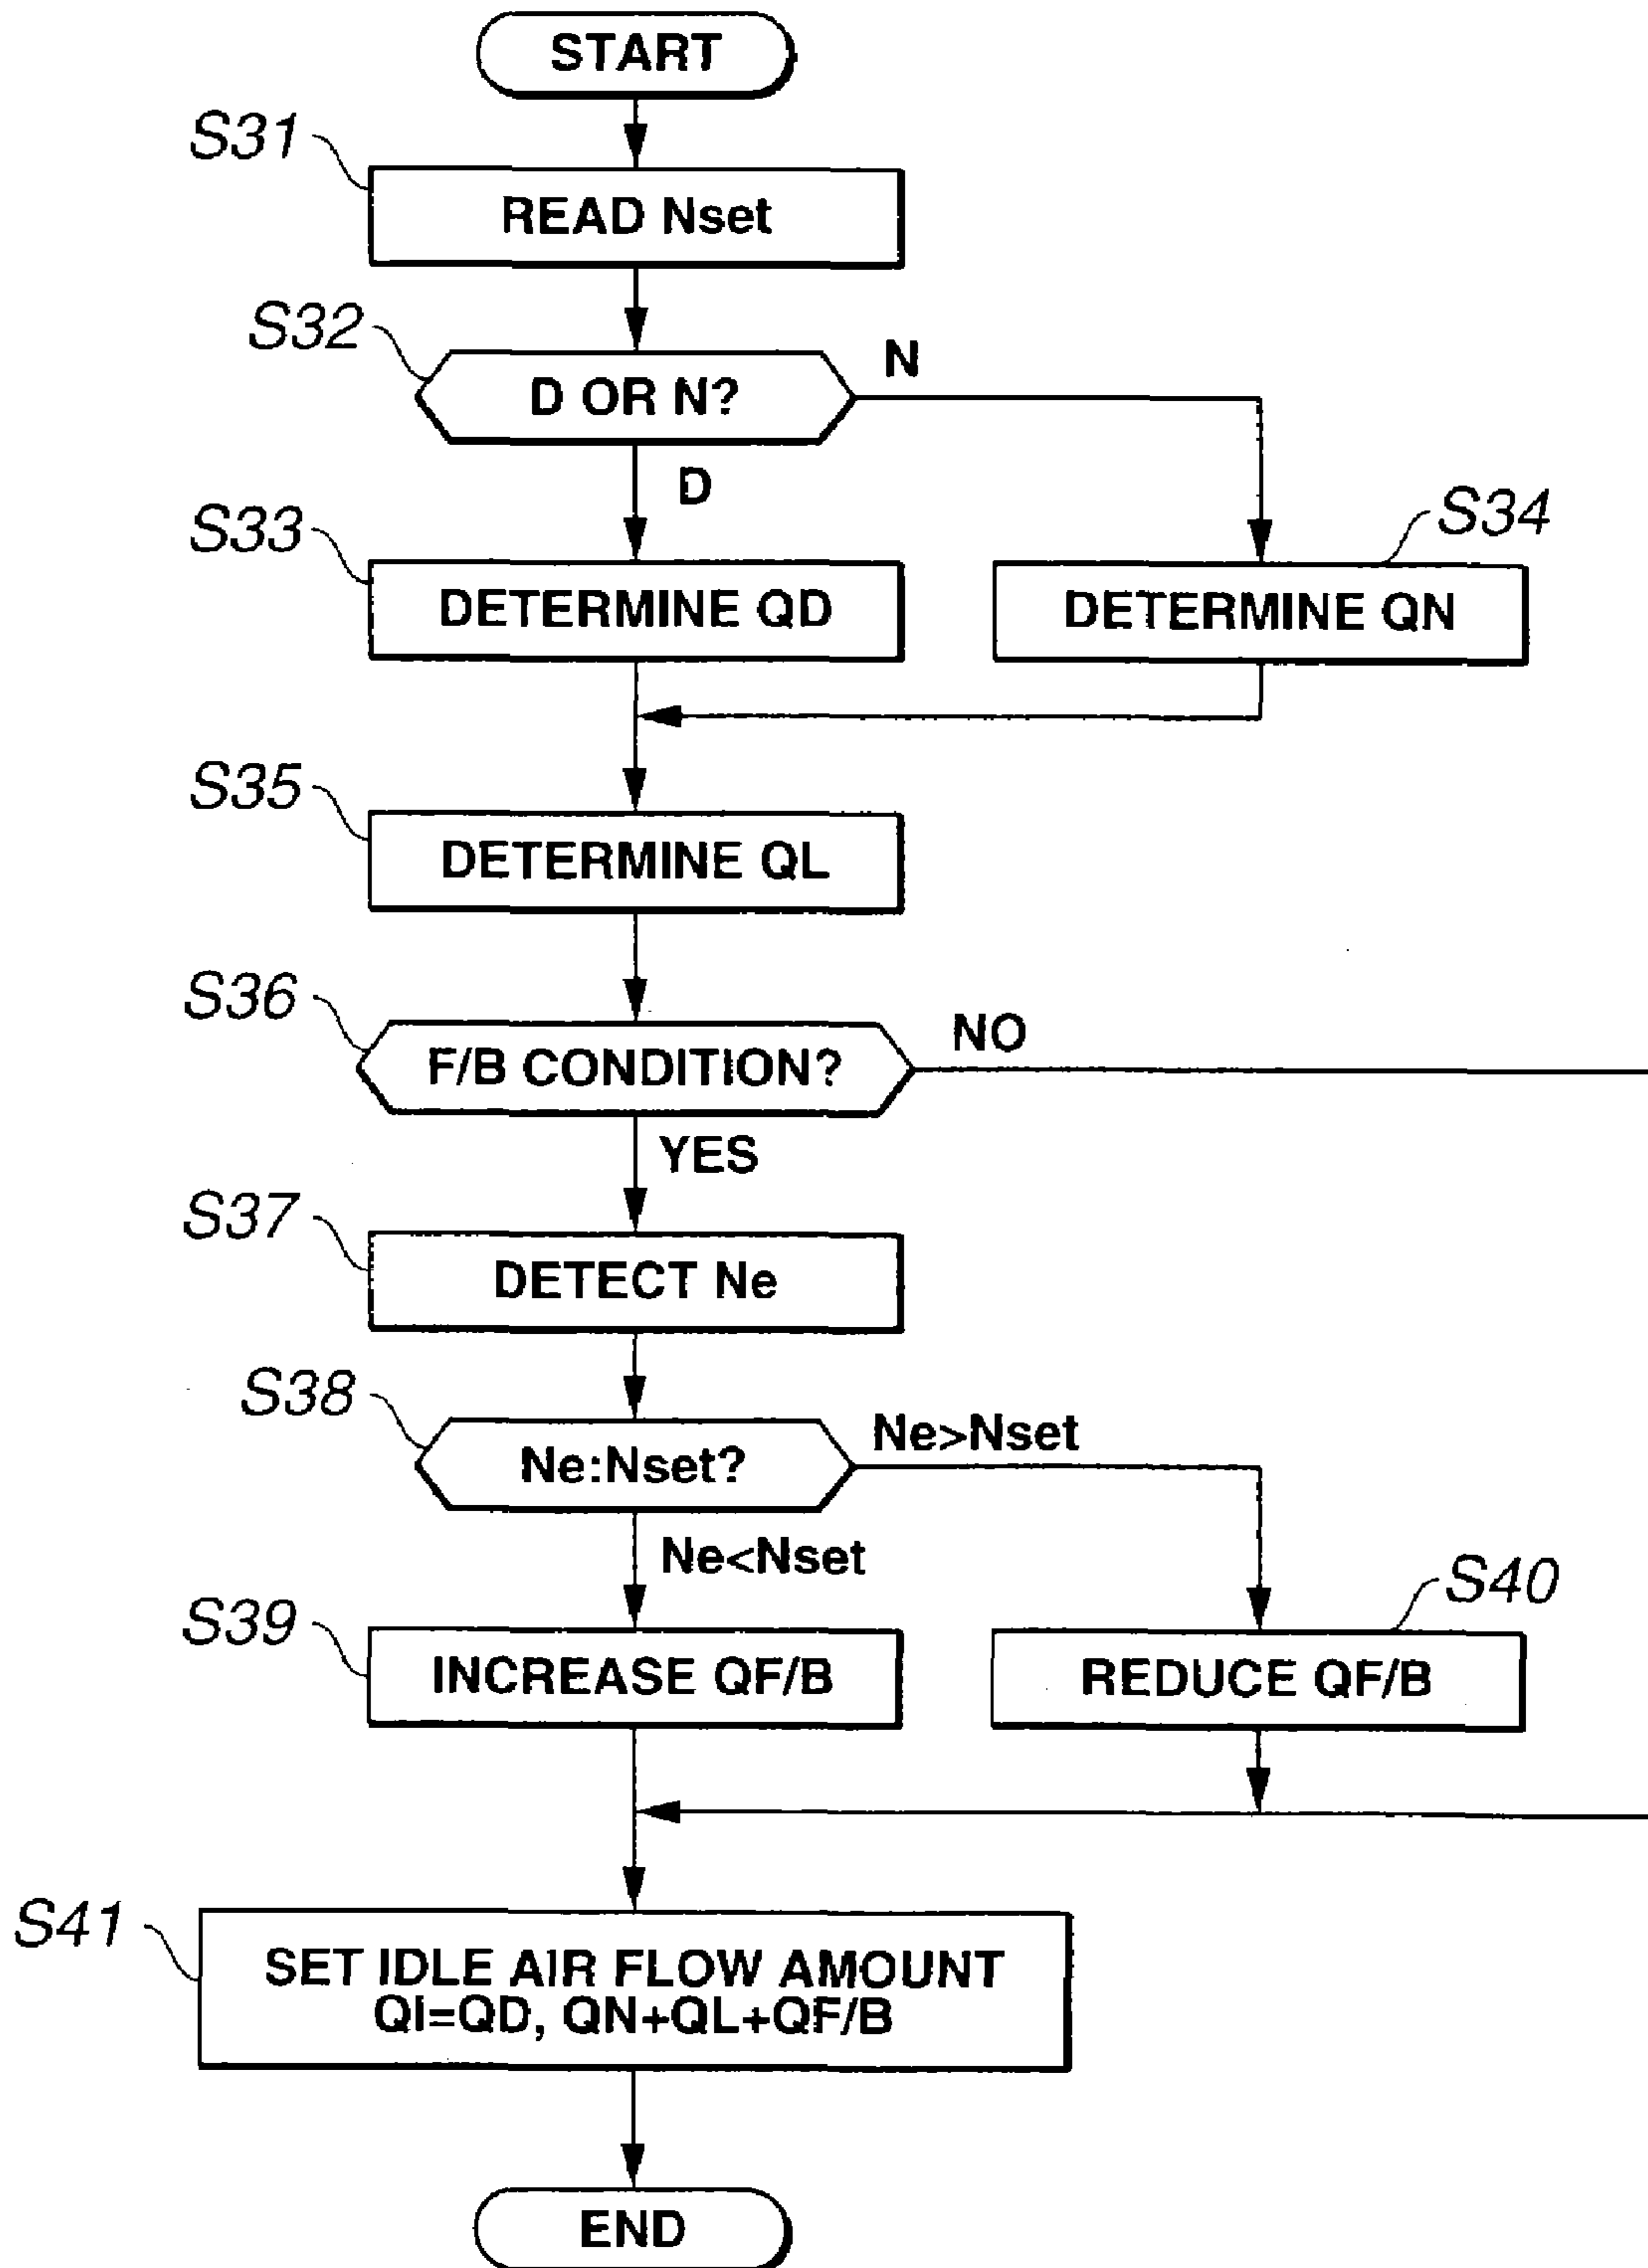 START
S31
READ Nset
S32
D OR N?
N
D
S33
DETERMINE QD
S34
DETERMINE QN
S35
DETERMINE QL
S36
F/B CONDITION?
NO
YES
S37
DETECT Ne
S38
Ne:Nset?
Ne>Nset
Ne<Nset
S39
INCREASE QF/B
S40
REDUCE QF/B
S41
SET IDLE AIR FLOW AMOUNT
QI=QD, QN+QL+QF/B
END